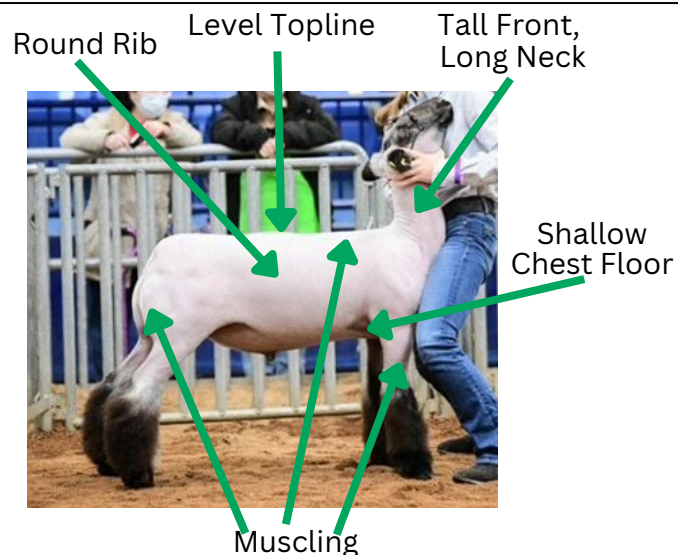 Level Topline
Round Rib
Tall Front,
Long Neck
Shallow
Chest Floor
Muscling